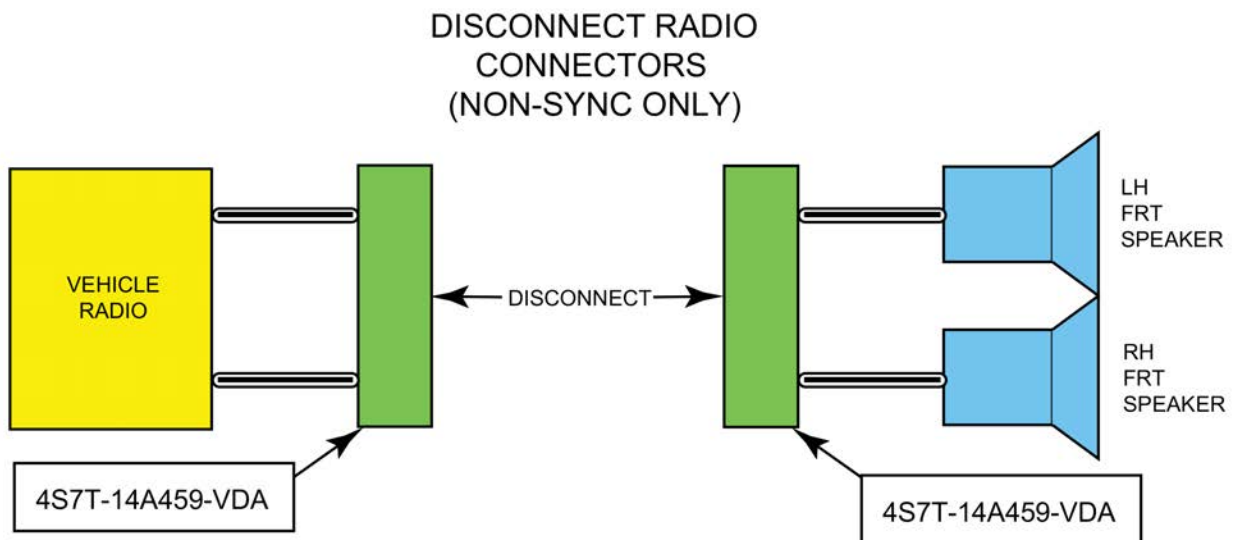 DISCONNECT RADIO
CONNECTORS
(NON-SYNC ONLY)
VEHICLE
RADIO
DISCONNECT
LH
FRT
SPEAKER
RH
FRT
SPEAKER
4S7T-14A459-VDA
4S7T-14A459-VDA